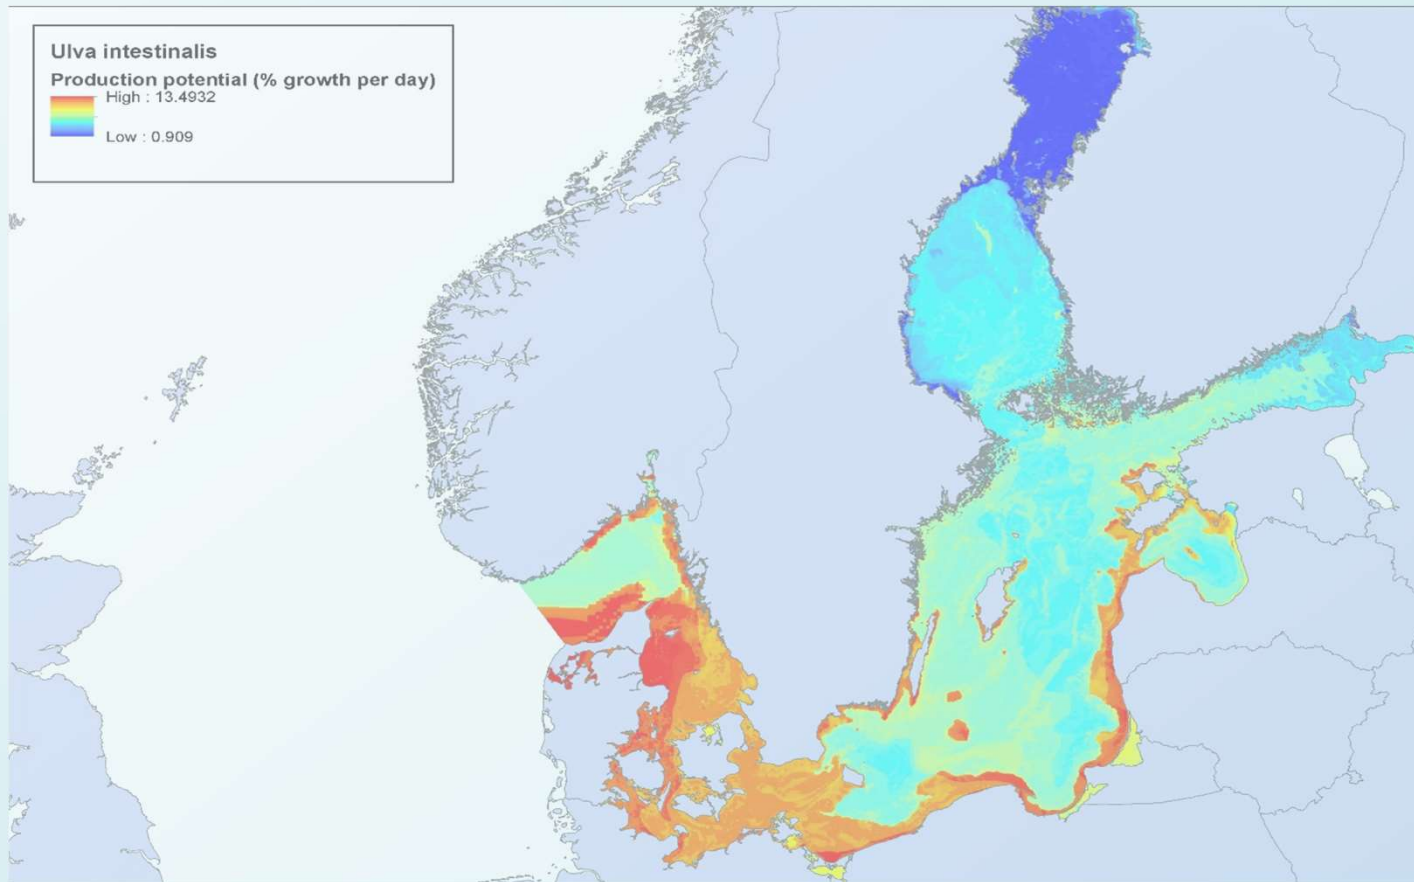 Ulva intestinalis
Production potential (% growth per day)
High : 13.4932
Low : 0.909